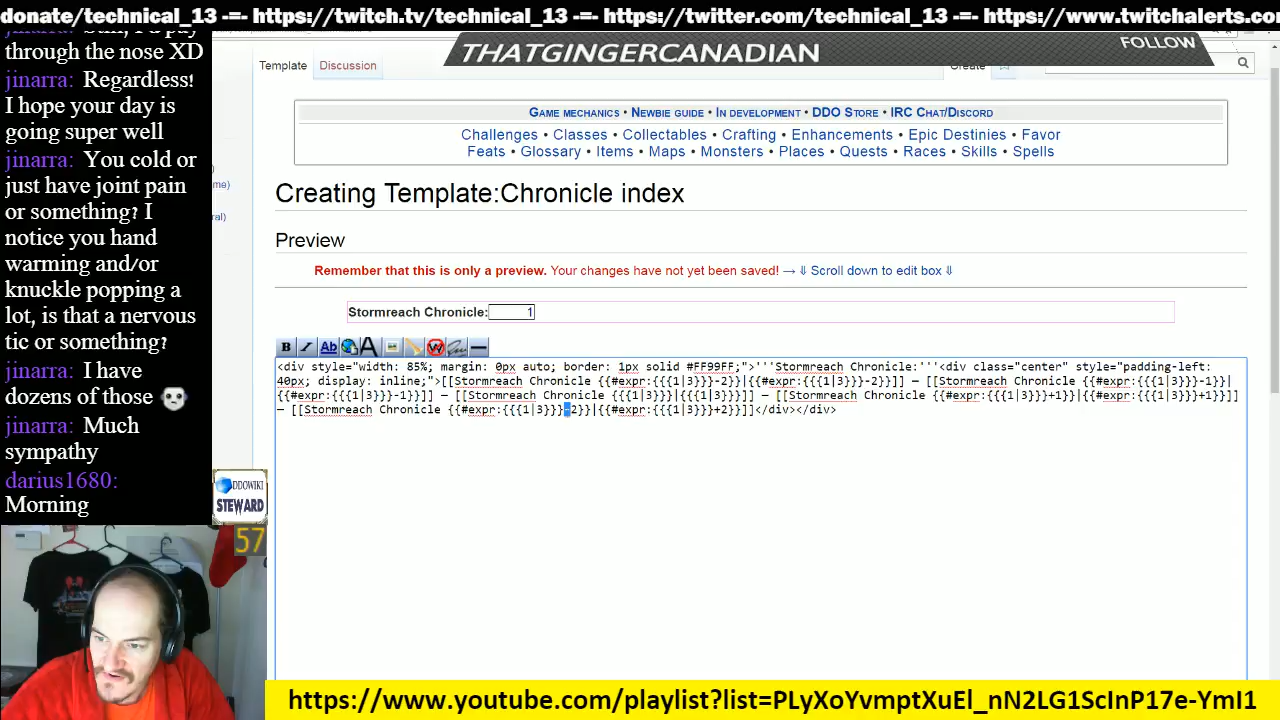 donate/technical_13 -=- https://twitch.tv/technical_13 -=- https://twitter.com/technical_13 -=- https://www.twitchalerts.co
through the nose XD
jinarra: Regardless!
I hope your day is
going super well
jinarra: You cold or
just have joint pain
or something? I
notice you hand
warming and/or
knuckle popping a
lot, is that a nervous
tic or something?
jinarra: I have
dozens of those
jinarra: Much
sympathy
darius1680:
Morning
DDOWIKI
STEWARD
57
THATGINGERCANADIAN
FOLLOW
Template Discussion Create
Game mechanics • Newbie guide • In development • DDO Store • IRC Chat/Discord
Challenges • Classes • Collectables • Crafting • Enhancements • Epic Destinies • Favor
Feats • Glossary • Items • Maps • Monsters • Places • Quests • Races • Skills • Spells
Creating Template:Chronicle index
Preview
Remember that this is only a preview. Your changes have not yet been saved! → ⇓ Scroll down to edit box ⇓
Stormreach Chronicle: 1
B I Ab A W
<div style="width: 85%; margin: 0px auto; border: 1px solid #FF99FF;">'''Stormreach Chronicle:'''<div class="center" style="padding-left:
40px; display: inline;">[[Stormreach Chronicle {{#expr:{{{1|3}}}-2}}|{{#expr:{{{1|3}}}-2}}]] — [[Stormreach Chronicle {{#expr:{{{1|3}}}-1}}|
{{#expr:{{{1|3}}}-1}}]] — [[Stormreach Chronicle {{{1|3}}}|{{{1|3}}}]] — [[Stormreach Chronicle {{#expr:{{{1|3}}}+1}}|{{#expr:{{{1|3}}}+1}}]]
— [[Stormreach Chronicle {{#expr:{{{1|3}}}-2}}|{{#expr:{{{1|3}}}+2}}]]</div></div>
https://www.youtube.com/playlist?list=PLyXoYvmptXuEl_nN2LG1ScInP17e-YmI1